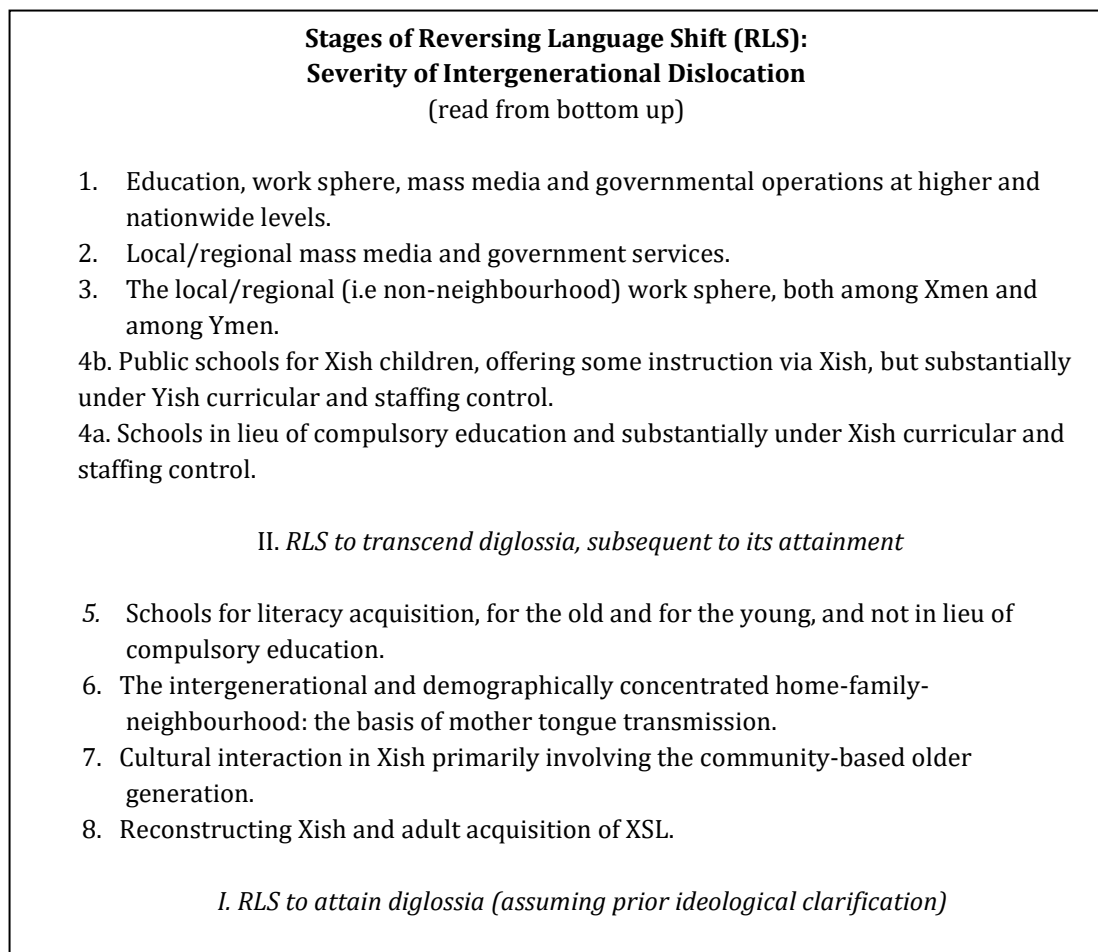 Stages of Reversing Language Shift (RLS):
Severity of Intergenerational Dislocation
(read from bottom up)
1. Education, work sphere, mass media and governmental operations at higher and
nationwide levels.
2. Local/regional mass media and government services.
3. The local/regional (i.e non-neighbourhood) work sphere, both among Xmen and
among Ymen.
4b. Public schools for Xish children, offering some instruction via Xish, but substantially
under Yish curricular and staffing control.
4a. Schools in lieu of compulsory education and substantially under Xish curricular and
staffing control.
II. RLS to transcend diglossia, subsequent to its attainment
5. Schools for literacy acquisition, for the old and for the young, and not in lieu of
compulsory education.
6. The intergenerational and demographically concentrated home-family-
neighbourhood: the basis of mother tongue transmission.
7. Cultural interaction in Xish primarily involving the community-based older
generation.
8. Reconstructing Xish and adult acquisition of XSL.
I. RLS to attain diglossia (assuming prior ideological clarification)